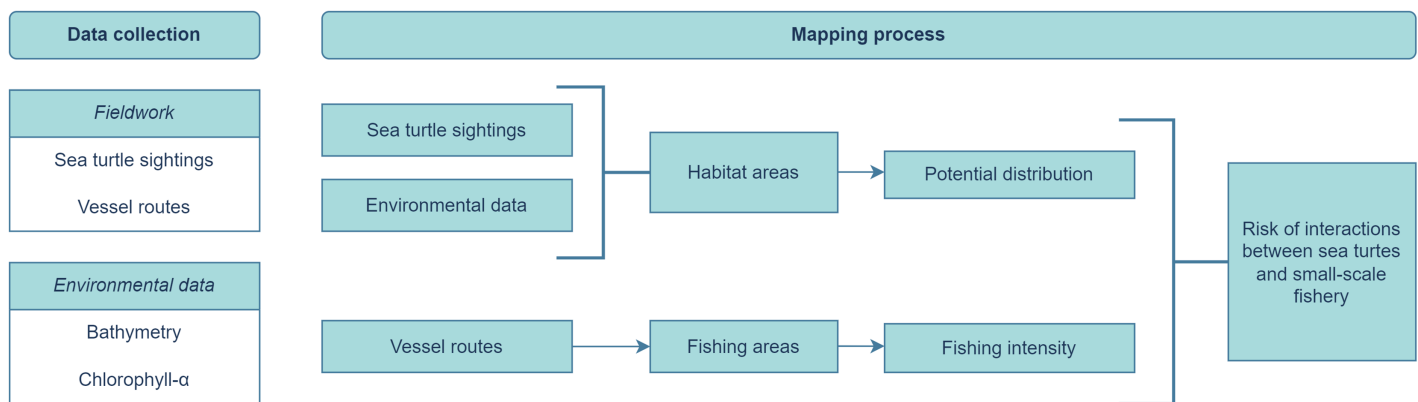 Data collection
Mapping process
Fieldwork
Sea turtle sightings
Vessel routes
Environmental data
Bathymetry
Chlorophyll-α
Sea turtle sightings
Environmental data
Habitat areas
Potential distribution
Vessel routes
Fishing areas
Fishing intensity
Risk of interactions
between sea turtes
and small-scale
fishery